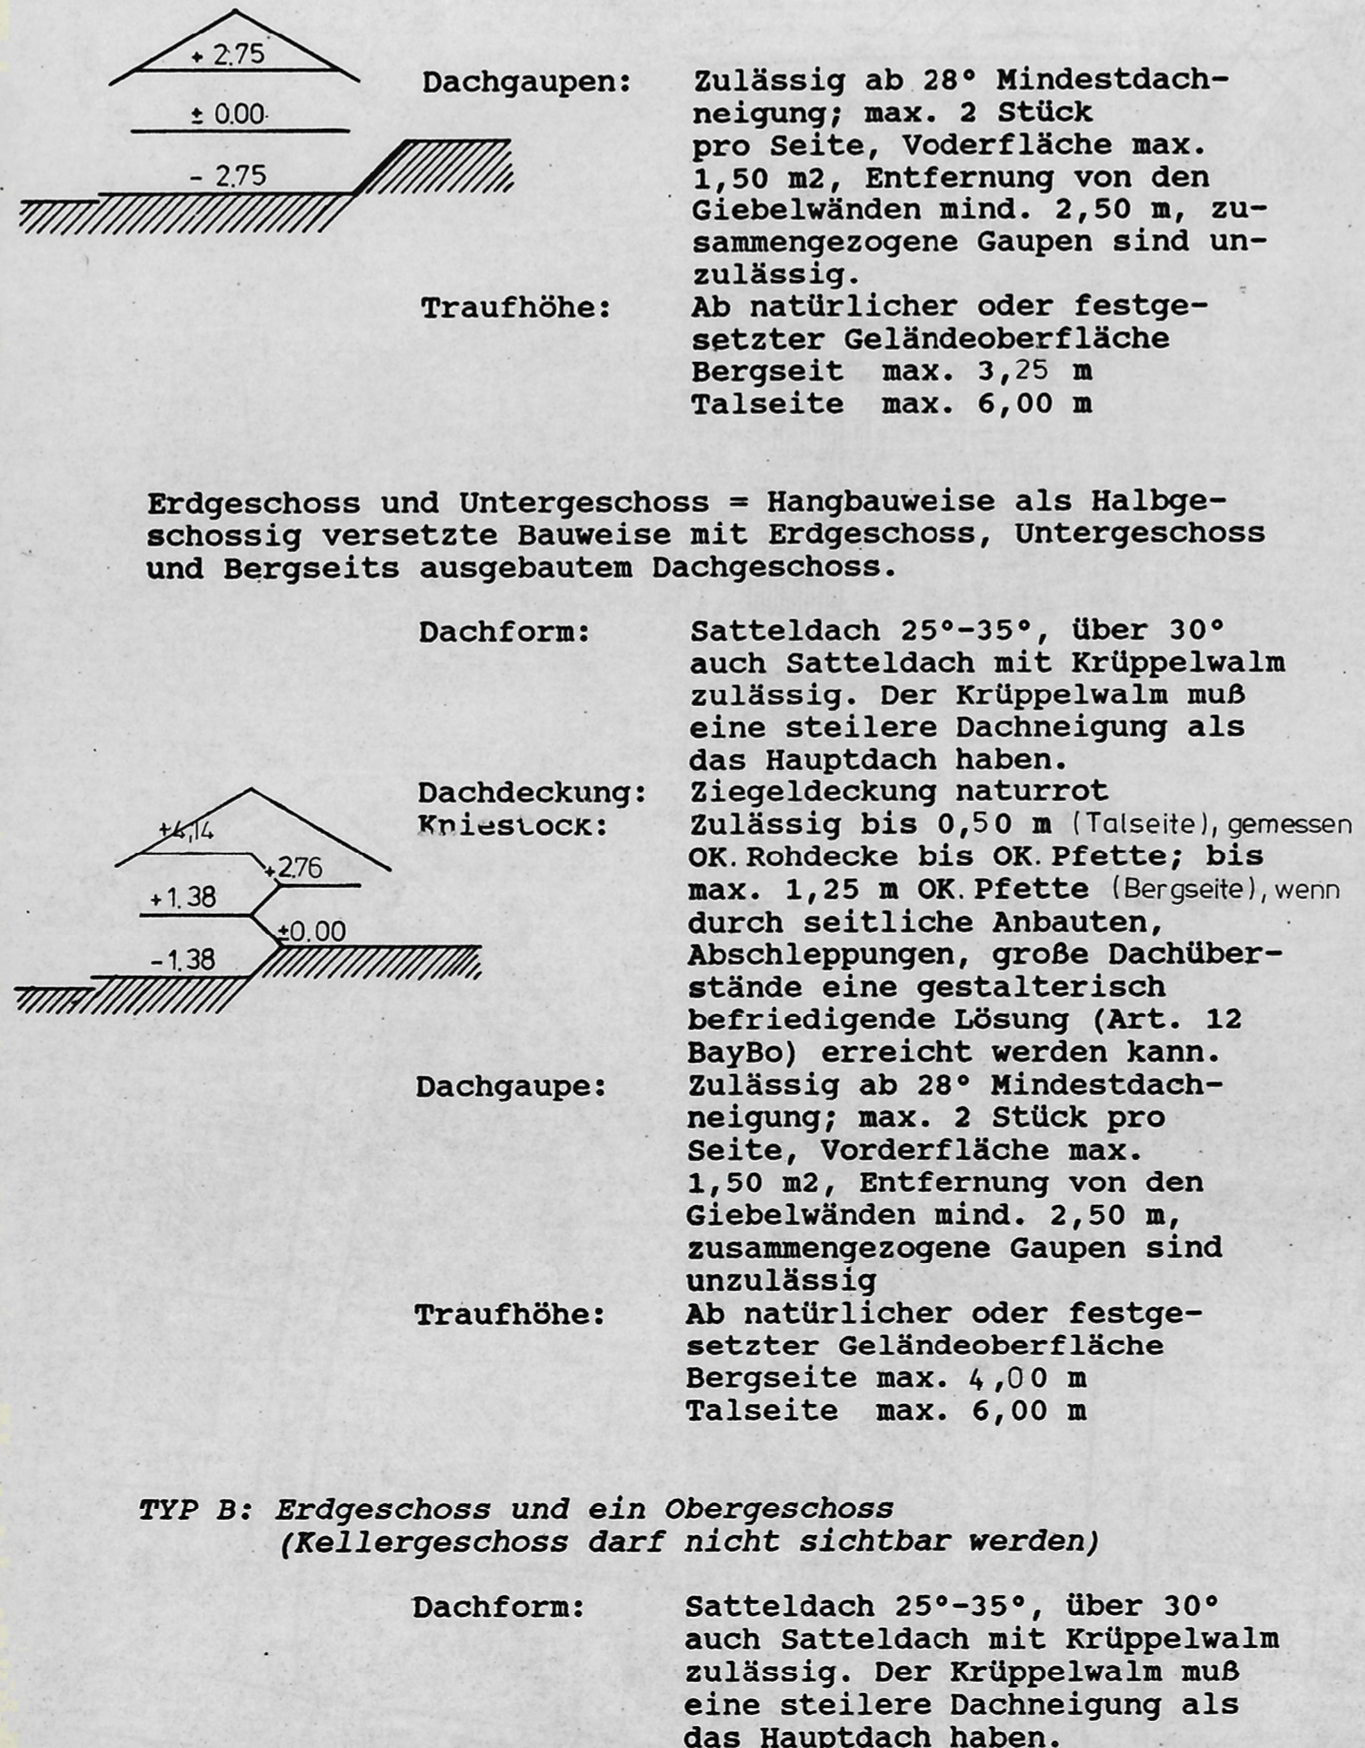 + 2.75
± 0.00
- 2.75
Dachgaupen: Zulässig ab 28° Mindestdach-
neigung; max. 2 Stück
pro Seite, Voderfläche max.
1,50 m2, Entfernung von den
Giebelwänden mind. 2,50 m, zu-
sammengezogene Gaupen sind un-
zulässig.
Traufhöhe: Ab natürlicher oder festge-
setzter Geländeoberfläche
Bergseit max. 3,25 m
Talseite max. 6,00 m
Erdgeschoss und Untergeschoss = Hangbauweise als Halbge-
schossig versetzte Bauweise mit Erdgeschoss, Untergeschoss
und Bergseits ausgebautem Dachgeschoss.
Dachform: Satteldach 25°-35°, über 30°
auch Satteldach mit Krüppelwalm
zulässig. Der Krüppelwalm muß
eine steilere Dachneigung als
das Hauptdach haben.
Dachdeckung: Ziegeldeckung naturrot
Kniestock: Zulässig bis 0,50 m (Talseite), gemessen
OK. Rohdecke bis OK. Pfette; bis
max. 1,25 m OK. Pfette (Bergseite), wenn
durch seitliche Anbauten,
Abschleppungen, große Dachüber-
stände eine gestalterisch
befriedigende Lösung (Art. 12
BayBo) erreicht werden kann.
+4,14
+2.76
+1.38
±0.00
-1.38
Dachgaupe: Zulässig ab 28° Mindestdach-
neigung; max. 2 Stück pro
Seite, Vorderfläche max.
1,50 m2, Entfernung von den
Giebelwänden mind. 2,50 m,
zusammengezogene Gaupen sind
unzulässig
Traufhöhe: Ab natürlicher oder festge-
setzter Geländeoberfläche
Bergseite max. 4,00 m
Talseite max. 6,00 m
TYP B: Erdgeschoss und ein Obergeschoss
(Kellergeschoss darf nicht sichtbar werden)
Dachform: Satteldach 25°-35°, über 30°
auch Satteldach mit Krüppelwalm
zulässig. Der Krüppelwalm muß
eine steilere Dachneigung als
das Hauptdach haben.